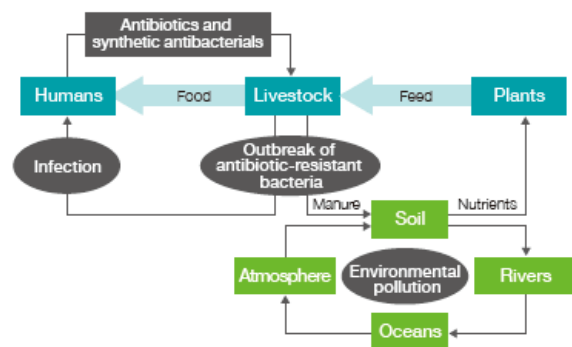 Antibiotics and
synthetic antibacterials
Humans
Food
Livestock
Feed
Plants
Infection
Outbreak of
antibiotic-resistant
bacteria
Manure
Soil
Nutrients
Atmosphere
Environmental
pollution
Rivers
Oceans